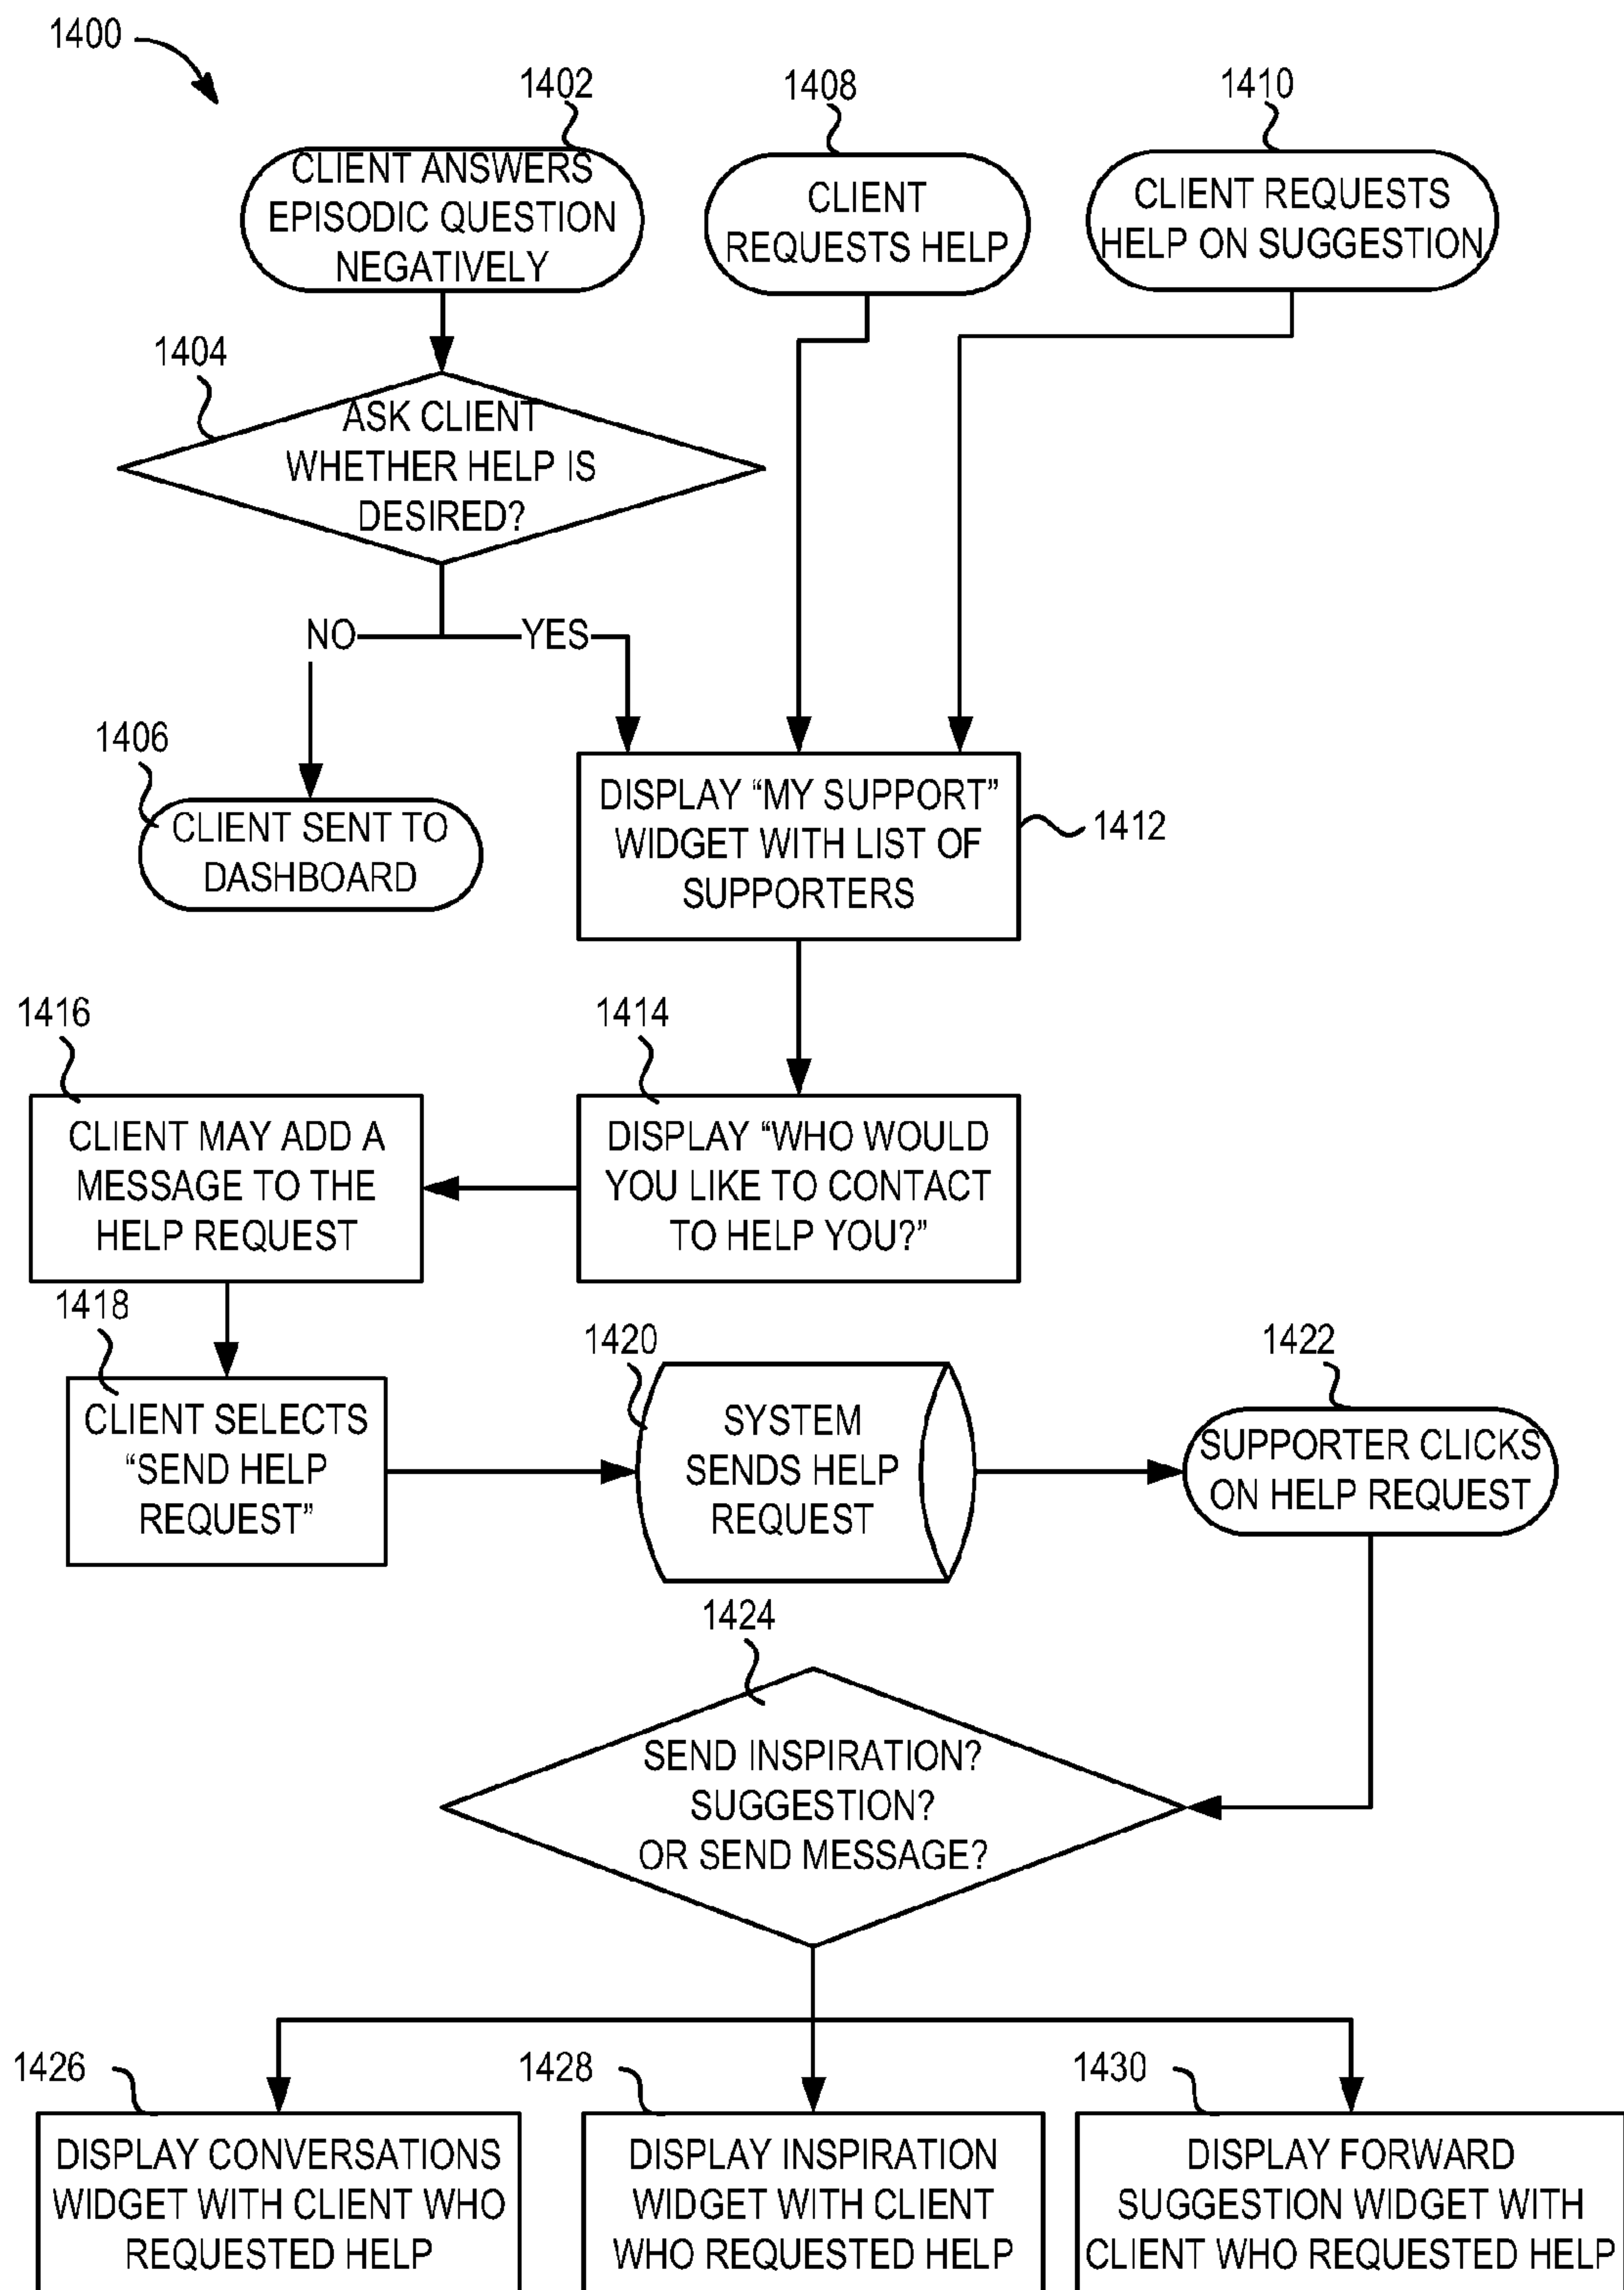 1400
1402
CLIENT ANSWERS
EPISODIC QUESTION
NEGATIVELY
1408
CLIENT
REQUESTS HELP
1410
CLIENT REQUESTS
HELP ON SUGGESTION
1404
ASK CLIENT
WHETHER HELP IS
DESIRED?
NO
YES
1406
CLIENT SENT TO
DASHBOARD
DISPLAY “MY SUPPORT”
WIDGET WITH LIST OF
SUPPORTERS
1412
1416
CLIENT MAY ADD A
MESSAGE TO THE
HELP REQUEST
1414
DISPLAY “WHO WOULD
YOU LIKE TO CONTACT
TO HELP YOU?”
1418
CLIENT SELECTS
“SEND HELP
REQUEST”
1420
SYSTEM
SENDS HELP
REQUEST
1422
SUPPORTER CLICKS
ON HELP REQUEST
1424
SEND INSPIRATION?
SUGGESTION?
OR SEND MESSAGE?
1426
DISPLAY CONVERSATIONS
WIDGET WITH CLIENT WHO
REQUESTED HELP
1428
DISPLAY INSPIRATION
WIDGET WITH CLIENT
WHO REQUESTED HELP
1430
DISPLAY FORWARD
SUGGESTION WIDGET WITH
CLIENT WHO REQUESTED HELP